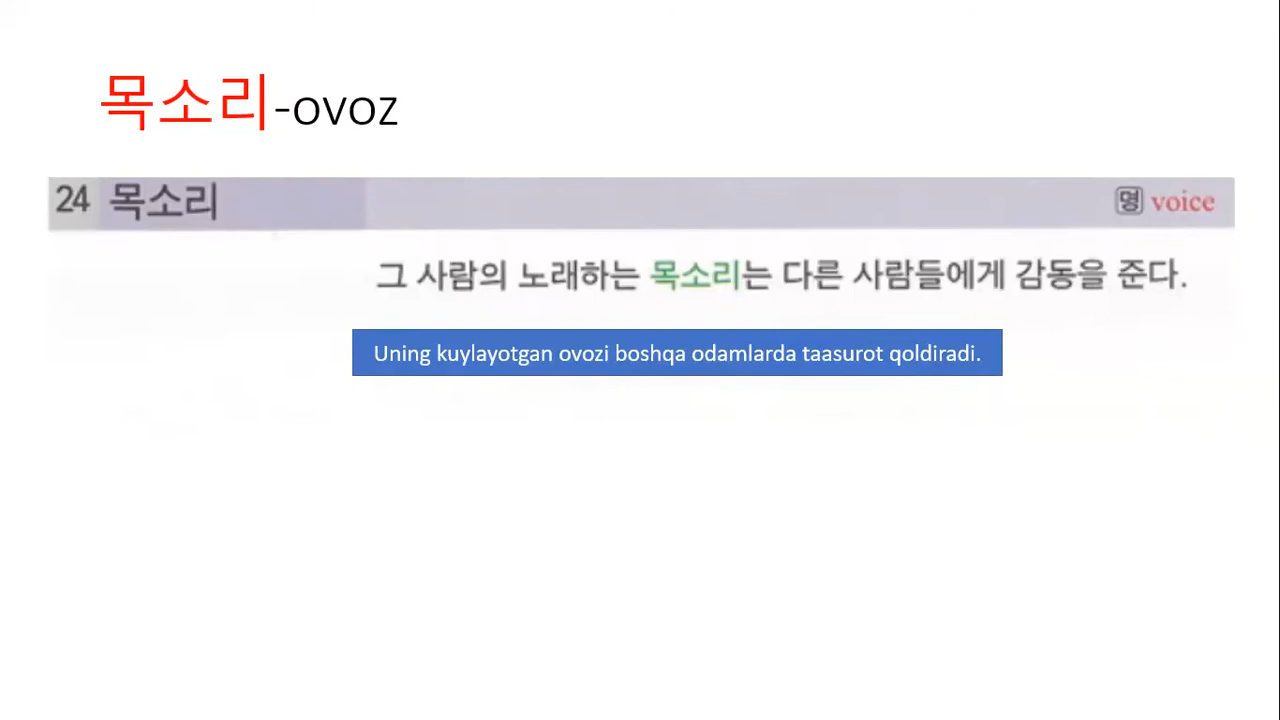 목소리-ovoz
24 목소리 명 voice
그 사람의 노래하는 목소리는 다른 사람들에게 감동을 준다.
Uning kuylayotgan ovozi boshqa odamlarda taasurot qoldiradi.